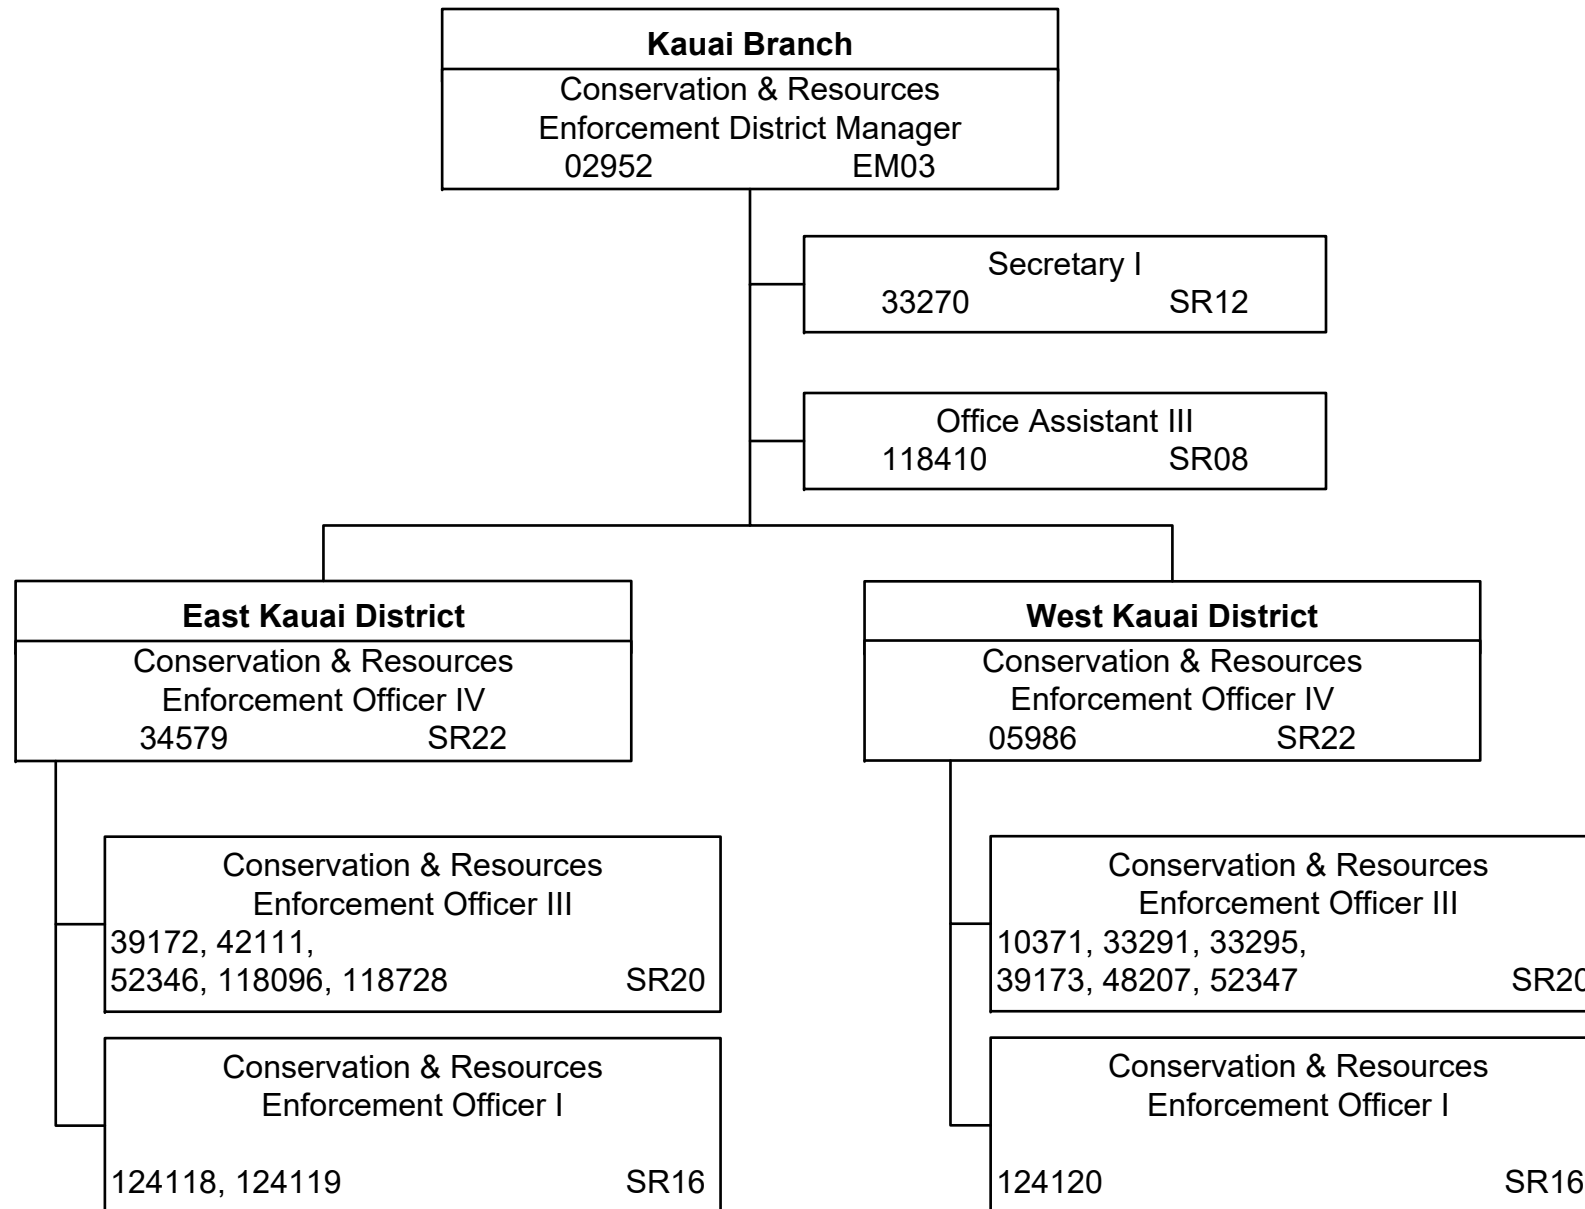 Kauai Branch
Conservation & Resources
Enforcement District Manager
02952 EM03
Secretary I
33270 SR12
Office Assistant III
118410 SR08
East Kauai District
Conservation & Resources
Enforcement Officer IV
34579 SR22
West Kauai District
Conservation & Resources
Enforcement Officer IV
05986 SR22
Conservation & Resources
Enforcement Officer III
39172, 42111,
52346, 118096, 118728 SR20
Conservation & Resources
Enforcement Officer I
124118, 124119 SR16
Conservation & Resources
Enforcement Officer III
10371, 33291, 33295,
39173, 48207, 52347 SR20
Conservation & Resources
Enforcement Officer I
124120 SR16